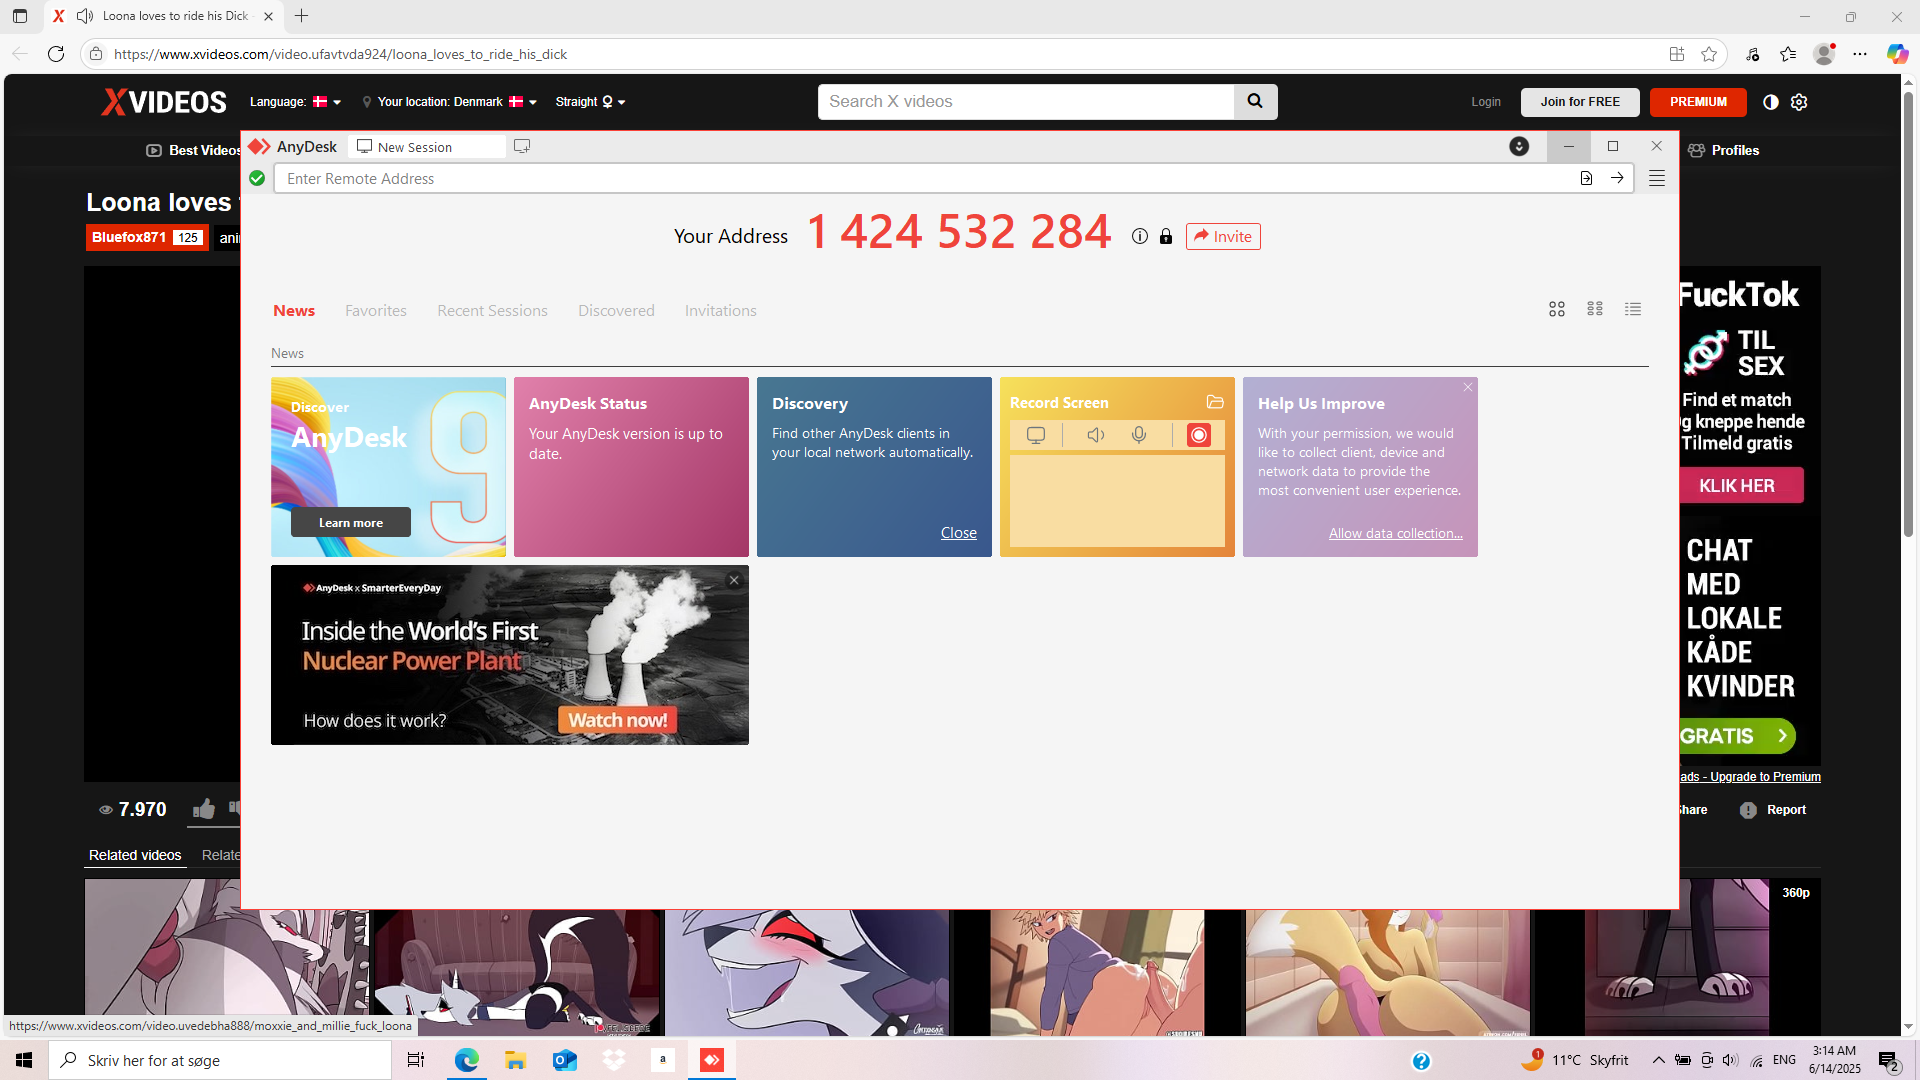 Loona loves to ride his Dick
https://www.xvideos.com/video.ufavtvda924/loona_loves_to_ride_his_dick
XVIDEOS
Language:
Your location: Denmark
Straight
Search X videos
Login
Join for FREE
PREMIUM
Best Videos
Profiles
Loona loves
Bluefox871 125
AnyDesk
New Session
Enter Remote Address
Your Address 1 424 532 284
Invite
News Favorites Recent Sessions Discovered Invitations
News
Discover
AnyDesk
9
Learn more
AnyDesk Status
Your AnyDesk version is up to
date.
Discovery
Find other AnyDesk clients in
your local network automatically.
Close
Record Screen
Help Us Improve
With your permission, we would
like to collect client, device and
network data to provide the
most convenient user experience.
Allow data collection...
AnyDesk x SmarterEveryDay
Inside the World's First
Nuclear Power Plant
How does it work?
Watch now!
FuckTok
TIL
SEX
Find et match
g kneppe hende
Tilmeld gratis
KLIK HER
CHAT
MED
LOKALE
KÅDE
KVINDER
GRATIS
ads - Upgrade to Premium
7.970
hare
Report
Related videos
Relate
360p
https://www.xvideos.com/video.uvedebha888/moxxie_and_millie_fuck_loona
Skriv her for at søge
a
1
11°C Skyfrit
ENG
3:14 AM
6/14/2025
2